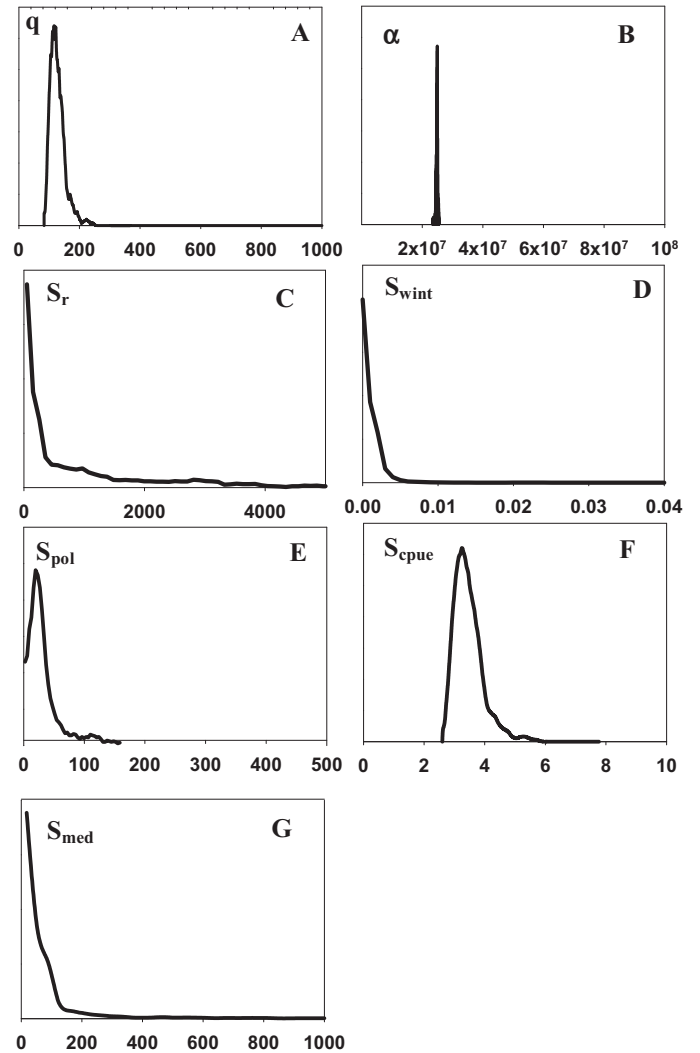 q A
0 200 400 600 800 1000
α B
2x10⁷ 4x10⁷ 6x10⁷ 8x10⁷ 10⁸
Sᵣ C
0 2000 4000
S_wint D
0.00 0.01 0.02 0.03 0.04
S_pol E
0 100 200 300 400 500
S_cpue F
0 2 4 6 8 10
S_med G
0 200 400 600 800 1000